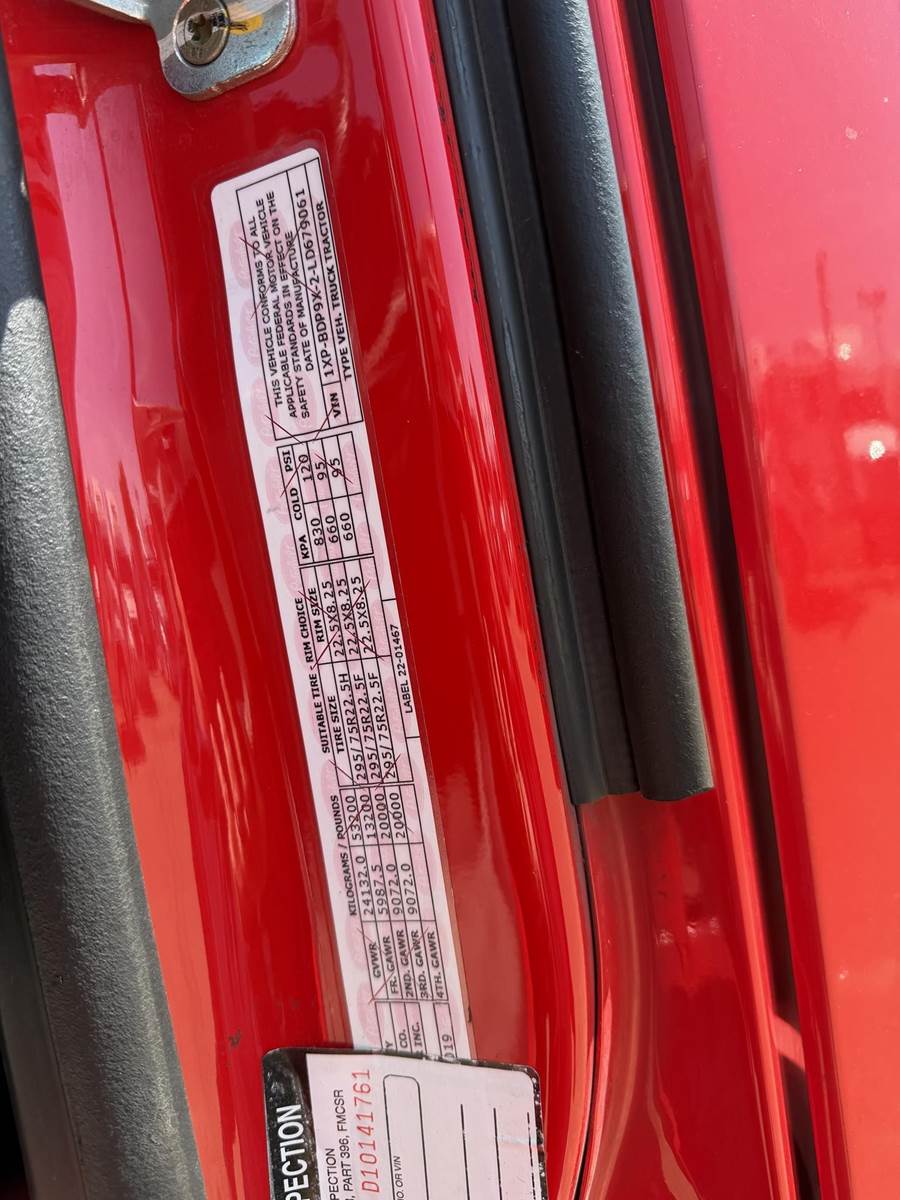 Y
CO.
INC.
019
KILOGRAMS / POUNDS
GVWR 24132.0 53200
FR. GAWR 5987.5 13200
2ND. GAWR 9072.0 20000
3RD. GAWR 9072.0 20000
4TH. GAWR
SUITABLE TIRE - RIM CHOICE
TIRE SIZE RIM SIZE
295/75R22.5H 22.5X8.25
295/75R22.5F 22.5X8.25
295/75R22.5F 22.5X8.25
LABEL 22-01467
KPA COLD PSI
830 120
660 95
660 95
THIS VEHICLE CONFORMS TO ALL
APPLICABLE FEDERAL MOTOR VEHICLE
SAFETY STANDARDS IN EFFECT ON THE
DATE OF MANUFACTURE
VIN 1XP-BDP9X-2-LD679061
TYPE VEH. TRUCK TRACTOR
PECTION
PECTION
, PART 396, FMCSR
D10141761
NO. OR VIN